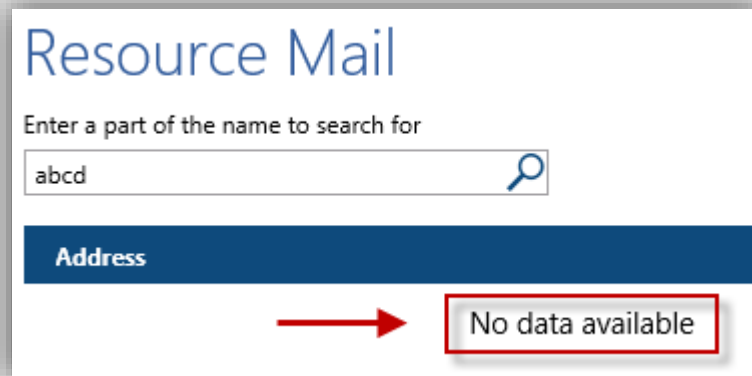 Resource Mail
Enter a part of the name to search for
abcd
Address
No data available